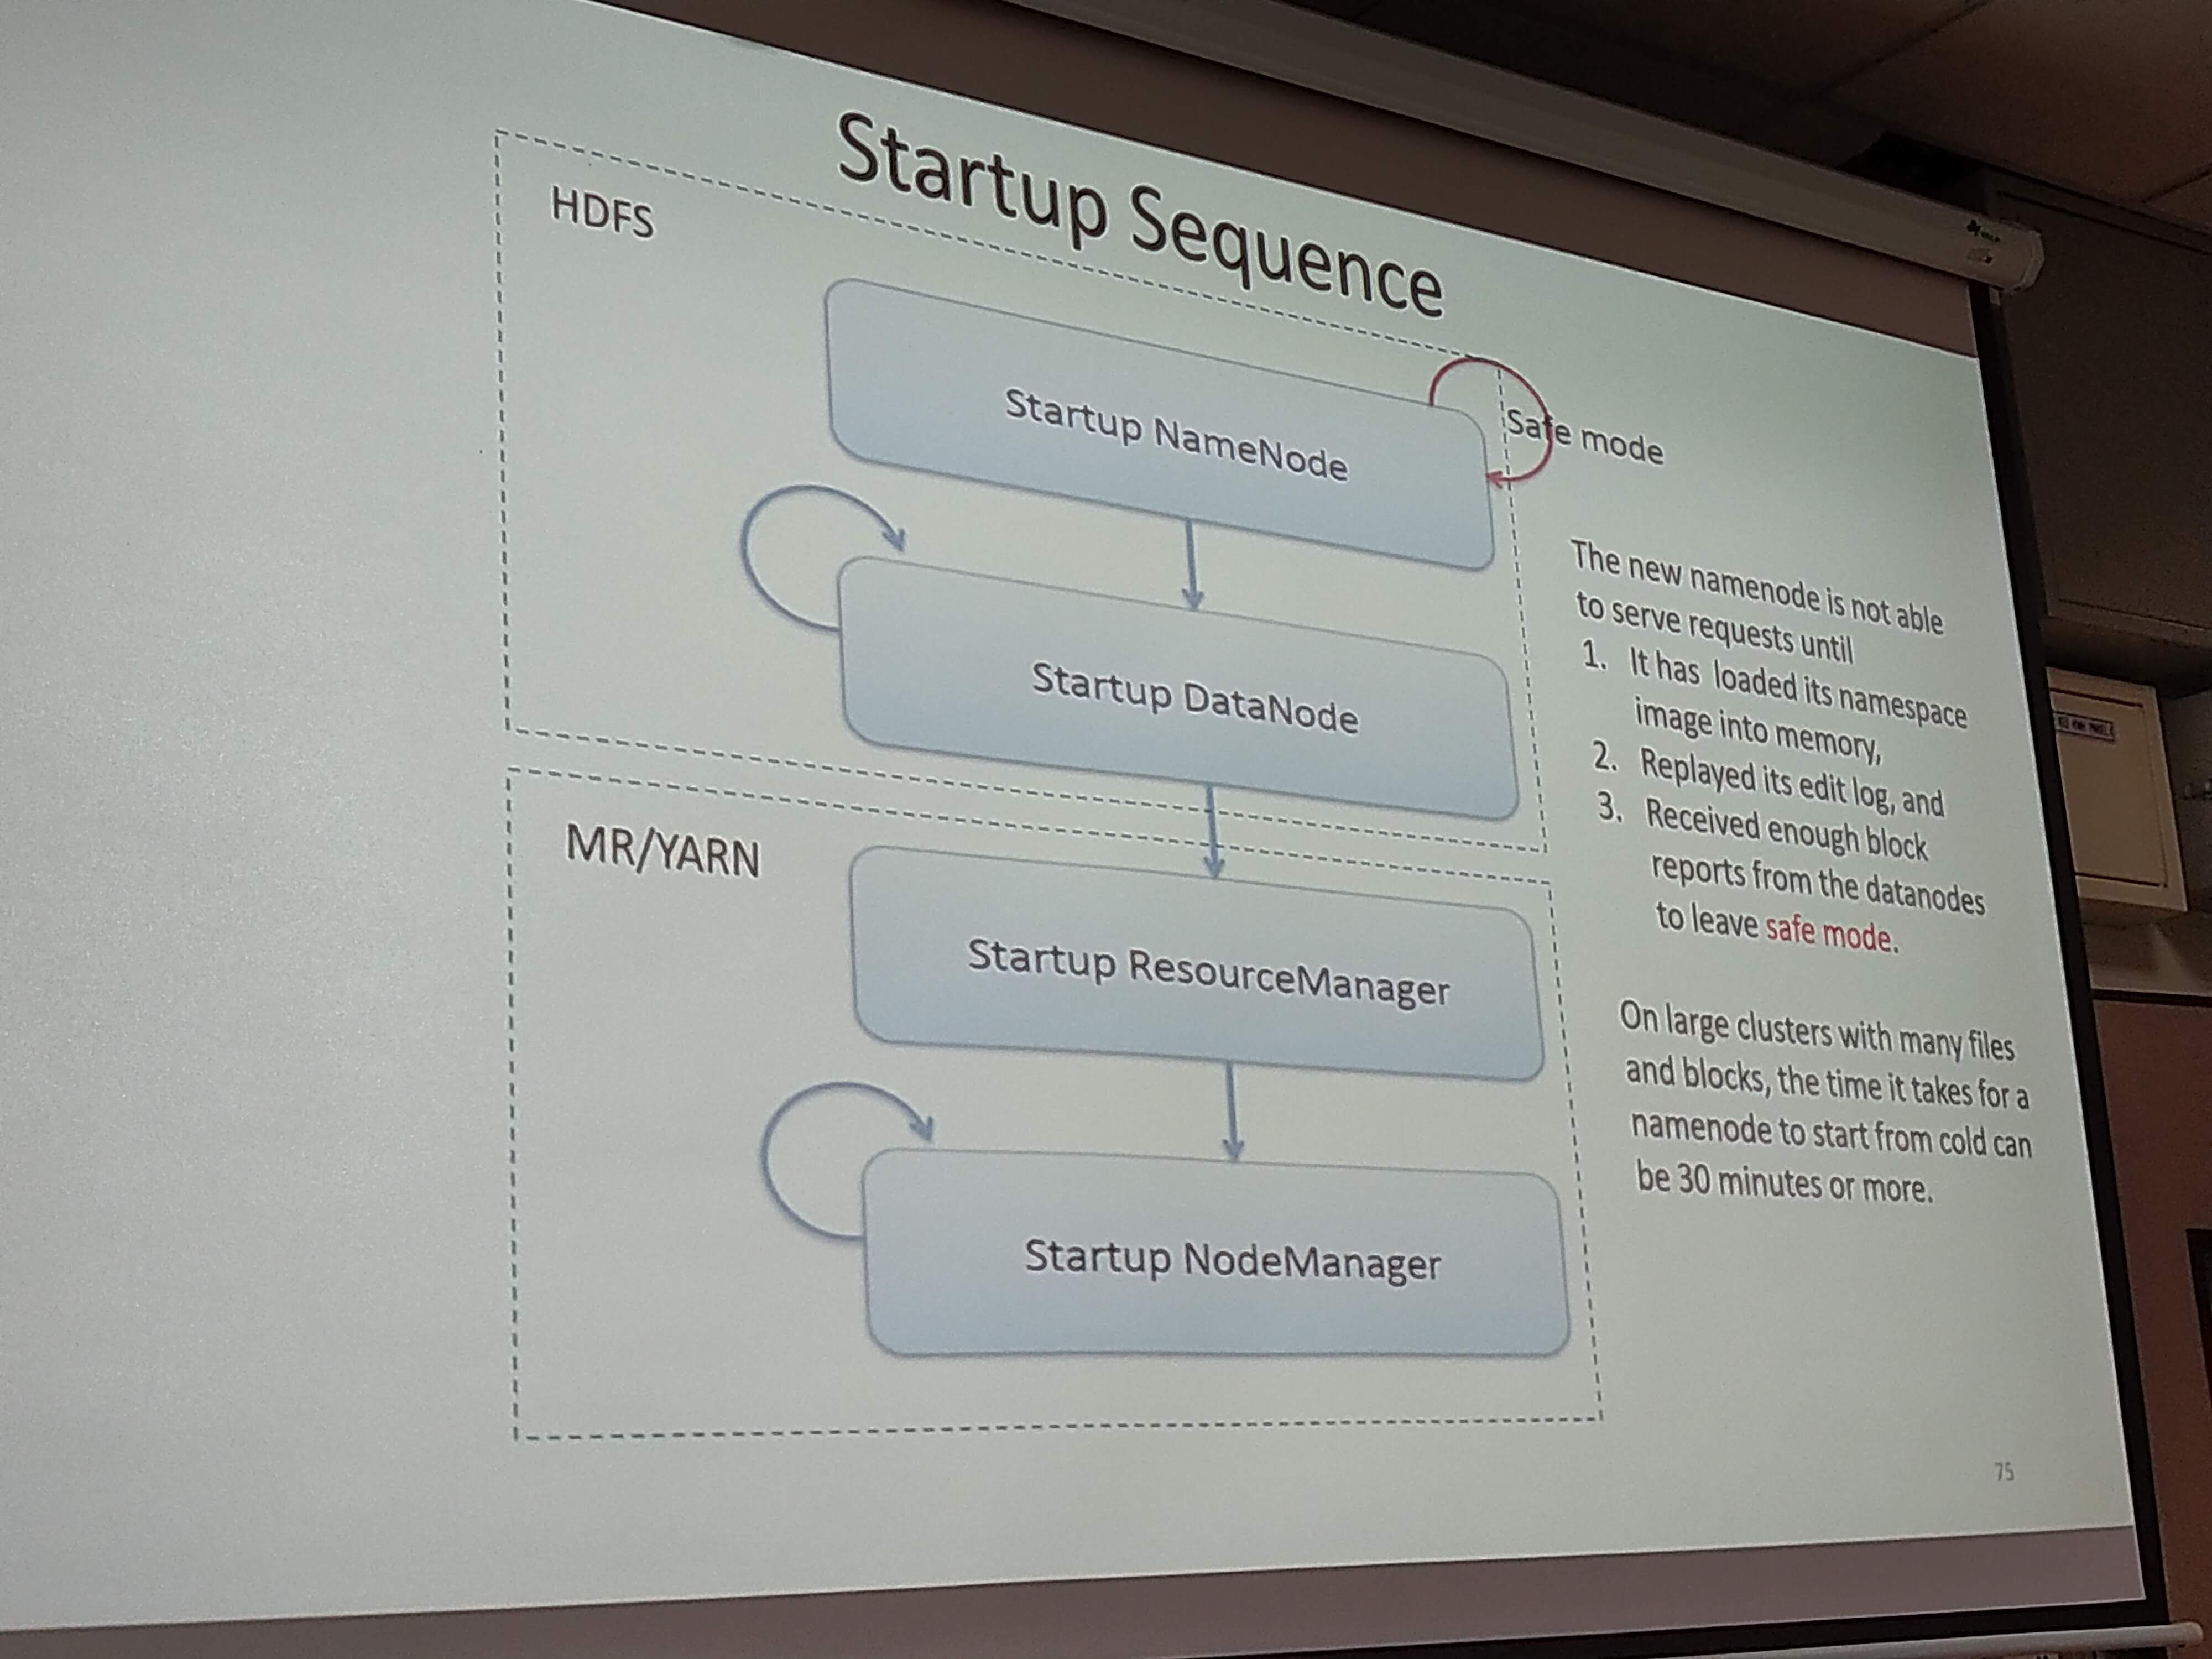 Startup Sequence
HDFS
Startup NameNode
Safe mode
Startup DataNode
MR/YARN
Startup ResourceManager
Startup NodeManager
The new namenode is not able
to serve requests until
1. It has loaded its namespace
image into memory,
2. Replayed its edit log, and
3. Received enough block
reports from the datanodes
to leave safe mode.
On large clusters with many files
and blocks, the time it takes for a
namenode to start from cold can
be 30 minutes or more.
75